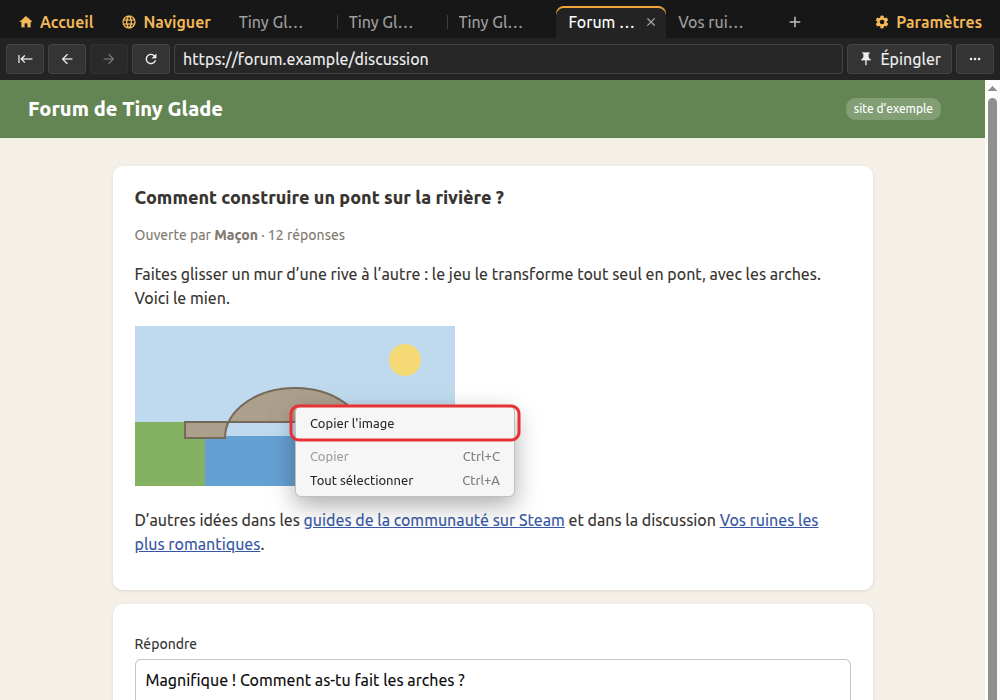 Accueil
Naviguer
Tiny Gl…
Tiny Gl…
Tiny Gl…
Forum …
Vos rui…
Paramètres
https://forum.example/discussion
Épingler
Forum de Tiny Glade
site d'exemple
Comment construire un pont sur la rivière ?
Ouverte par Maçon · 12 réponses
Faites glisser un mur d’une rive à l’autre : le jeu le transforme tout seul en pont, avec les arches.
Voici le mien.
Copier l'image
Copier Ctrl+C
Tout sélectionner Ctrl+A
D’autres idées dans les guides de la communauté sur Steam et dans la discussion Vos ruines les
plus romantiques.
Répondre
Magnifique ! Comment as-tu fait les arches ?